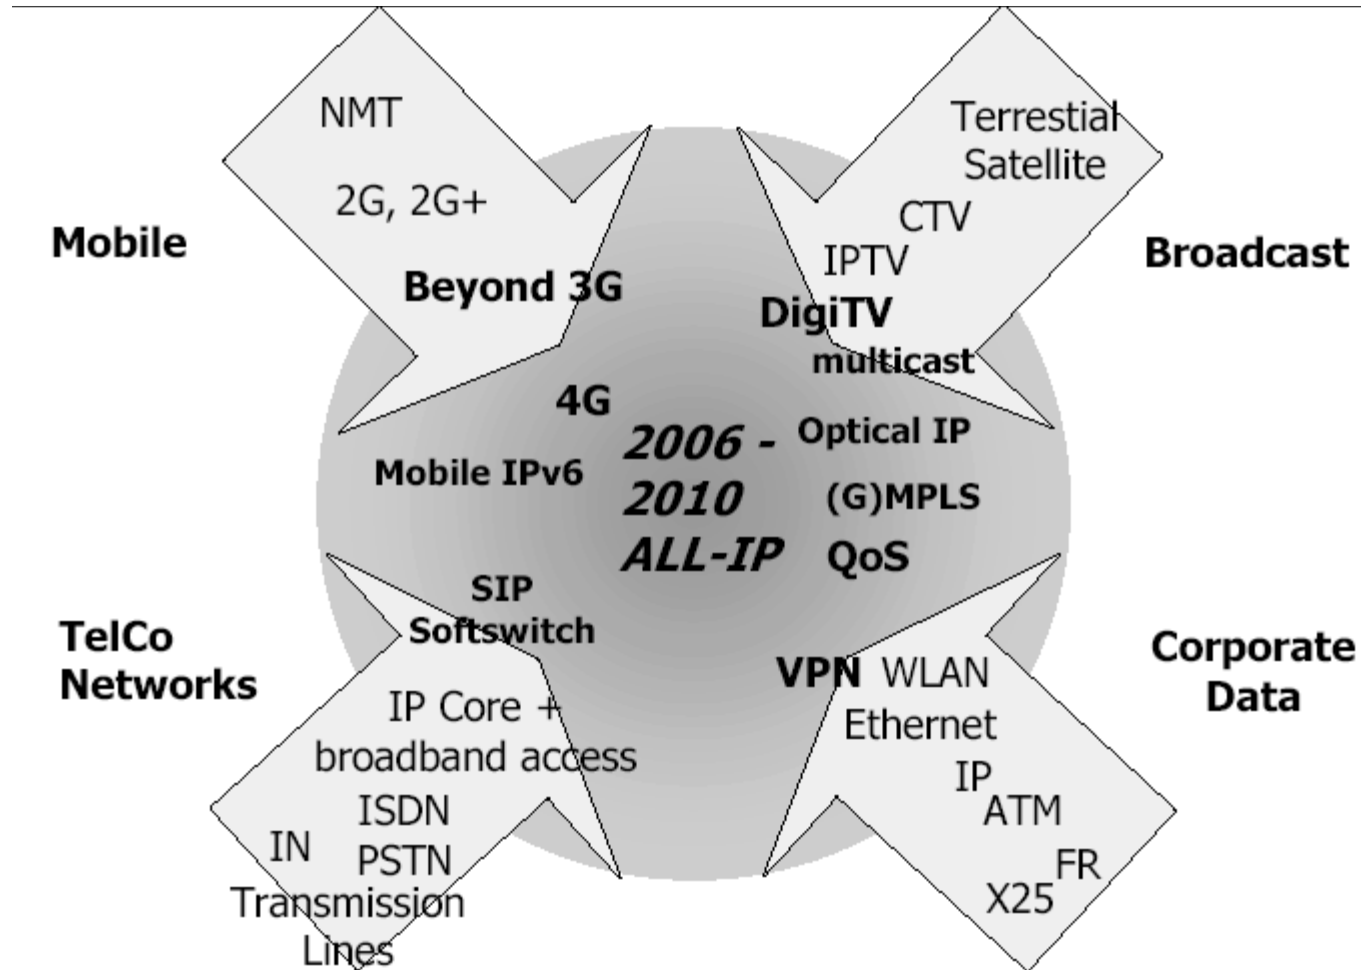 NMT
2G, 2G+
Mobile
Beyond 3G
Terrestial
Satellite
CTV
IPTV
Broadcast
DigiTV
multicast
4G
Mobile IPv6
2006 -
2010
ALL-IP
Optical IP
(G)MPLS
QoS
SIP
Softswitch
TelCo
Networks
IP Core +
broadband access
ISDN
IN
PSTN
Transmission
Lines
VPN WLAN
Ethernet
IP
ATM
FR
X25
Corporate
Data